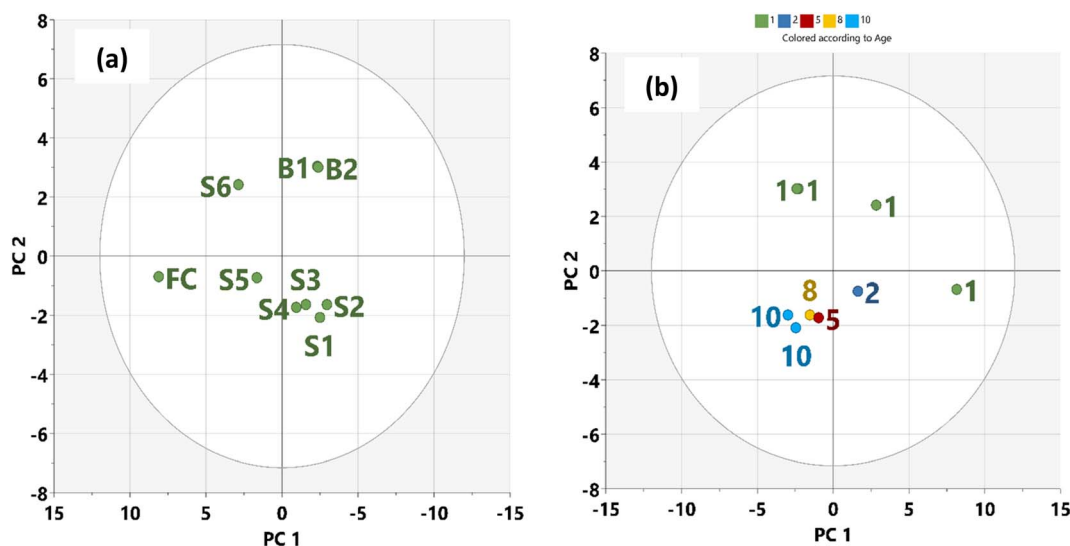 (a)
8
6
4
2
0
-2
-4
-6
-8
PC 2
B1 B2
S6
FC S5 S3
S4 S2
S1
15 10 5 0 -5 -10 -15
PC 1
1 2 5 8 10
Colored according to Age
(b)
8
6
4
2
0
-2
-4
-6
-8
PC 2
1 1
1
8 2 1
10 5
10
-15 -10 -5 0 5 10 15
PC 1